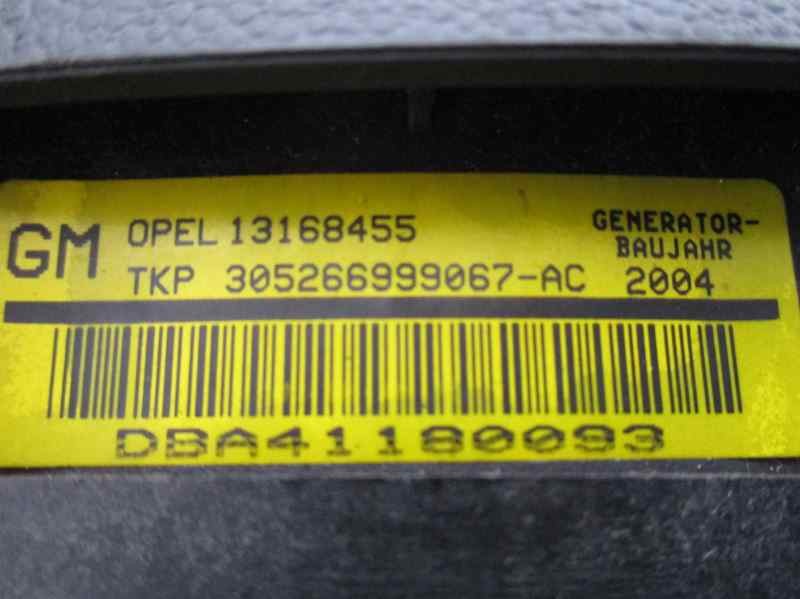 GM OPEL 13168455 GENERATOR-
BAUJAHR
TKP 305266999067-AC 2004
DBA41180093